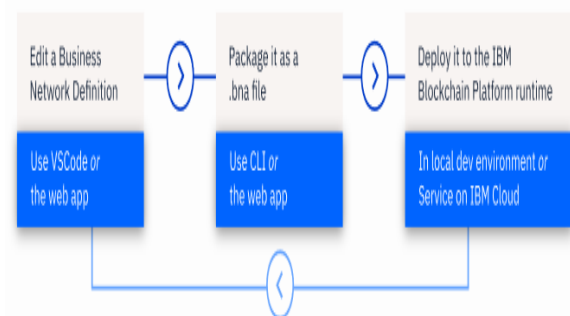 Edit a Business
Network Definition
Use VSCode or
the web app
Package it as a
.bna file
Use CLI or
the web app
Deploy it to the IBM
Blockchain Platform runtime
In local dev environment or
Service on IBM Cloud